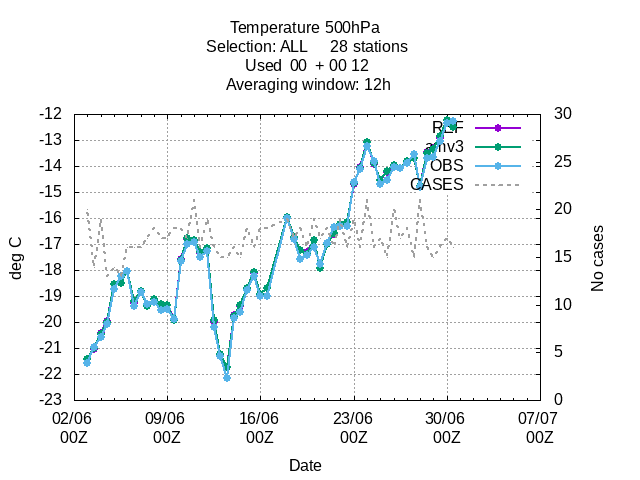 Temperature 500hPa
Selection: ALL     28 stations
Used  00  + 00 12
Averaging window: 12h
-12
-13
-14
-15
-16
-17
-18
-19
-20
-21
-22
-23
deg C
REF
amv3
OBS
CASES
30
25
20
15
10
5
0
No cases
02/06 09/06 16/06 23/06 30/06 07/07
00Z 00Z 00Z 00Z 00Z 00Z
Date